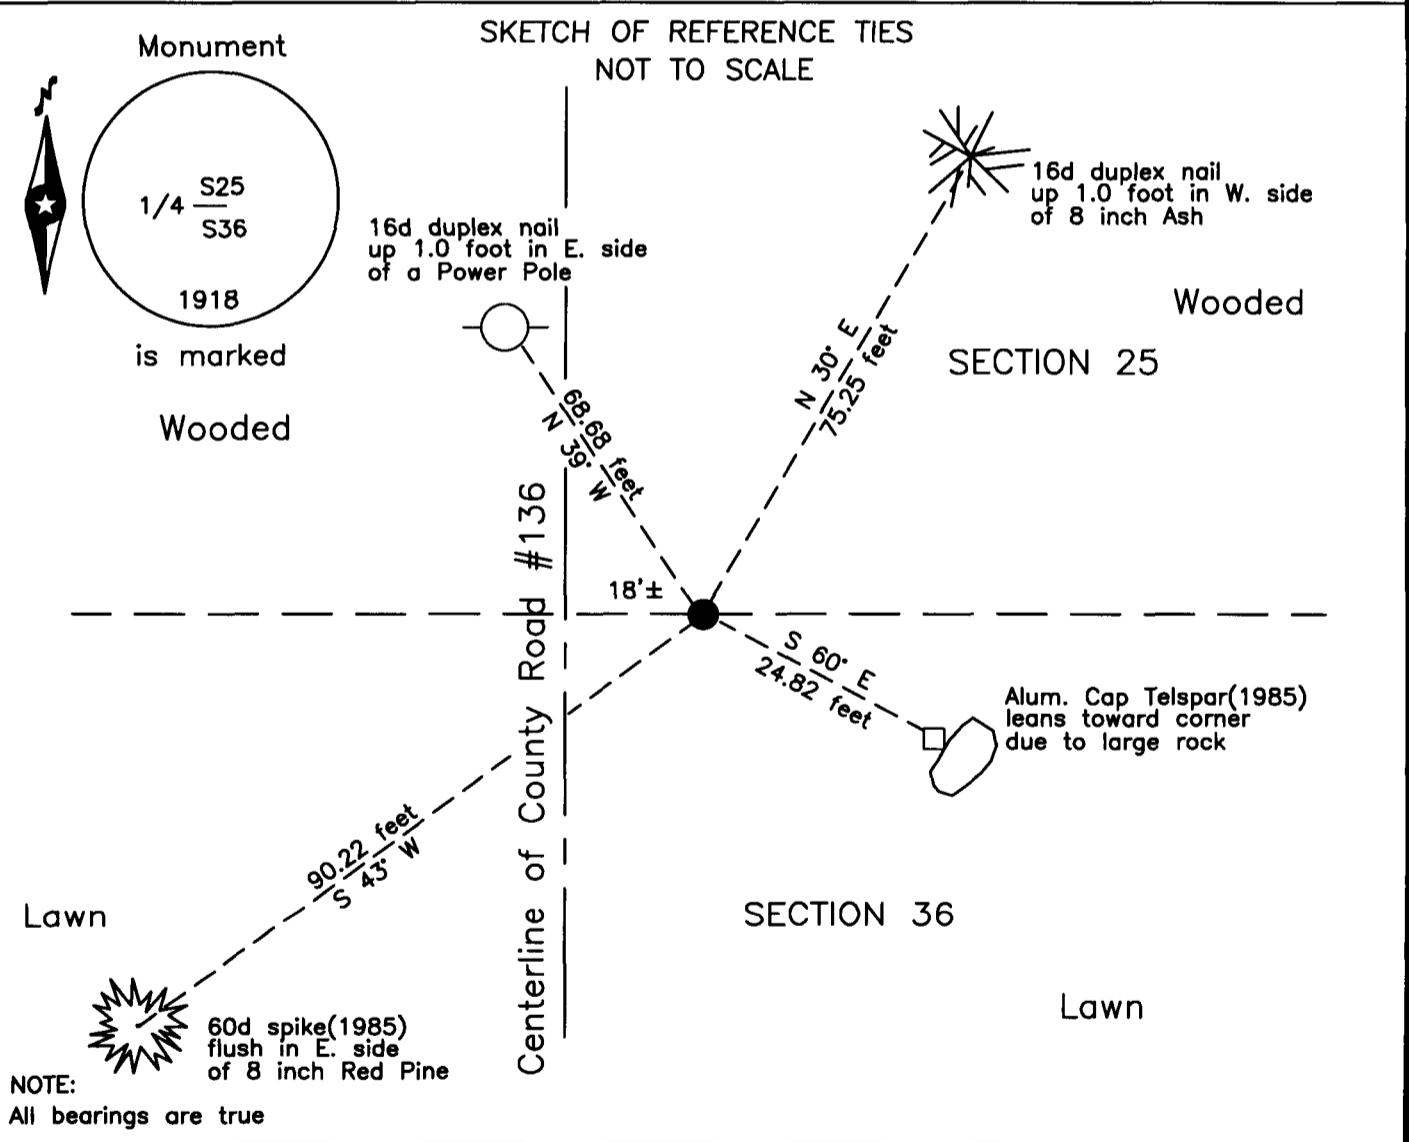 SKETCH OF REFERENCE TIES
NOT TO SCALE
Monument
N
1/4 S25
S36
1918
is marked
Wooded
16d duplex nail
up 1.0 foot in E. side
of a Power Pole
16d duplex nail
up 1.0 foot in W. side
of 8 inch Ash
Wooded
SECTION 25
68.68 feet
N 39° W
N 30° E
75.25 feet
18'±
Centerline of County Road #136
S 60° E
24.82 feet
Alum. Cap Telspar(1985)
leans toward corner
due to large rock
90.22 feet
S 43° W
Lawn
SECTION 36
Lawn
60d spike(1985)
flush in E. side
of 8 inch Red Pine
NOTE:
All bearings are true